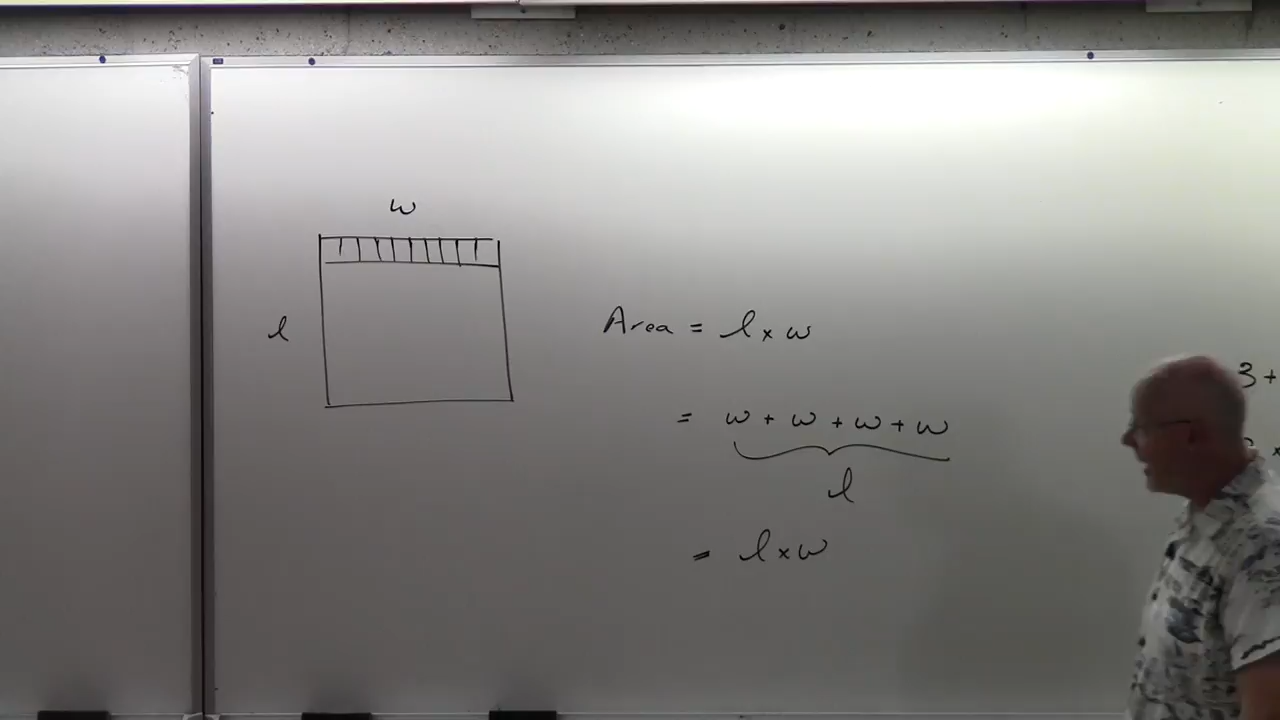 w
l
Area = l × w
= w + w + w + w
l
= l × w
3 +